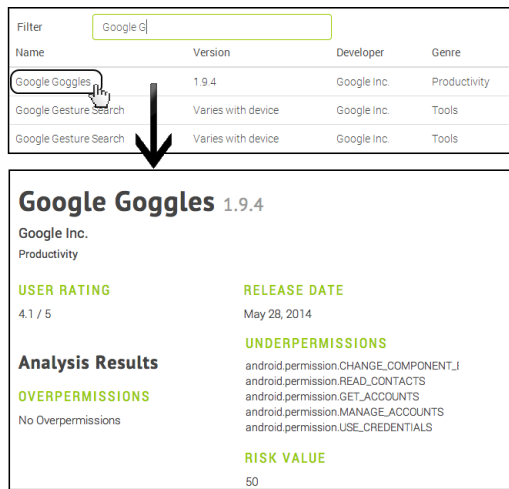 Filter Google G
Name Version Developer Genre
Google Goggles 1.9.4 Google Inc. Productivity
Google Gesture Search Varies with device Google Inc. Tools
Google Gesture Search Varies with device Google Inc. Tools
Google Goggles 1.9.4
Google Inc.
Productivity
USER RATING
4.1 / 5
RELEASE DATE
May 28, 2014
Analysis Results
OVERPERMISSIONS
No Overpermissions
UNDERPERMISSIONS
android.permission.CHANGE_COMPONENT_
android.permission.READ_CONTACTS
android.permission.GET_ACCOUNTS
android.permission.MANAGE_ACCOUNTS
android.permission.USE_CREDENTIALS
RISK VALUE
50